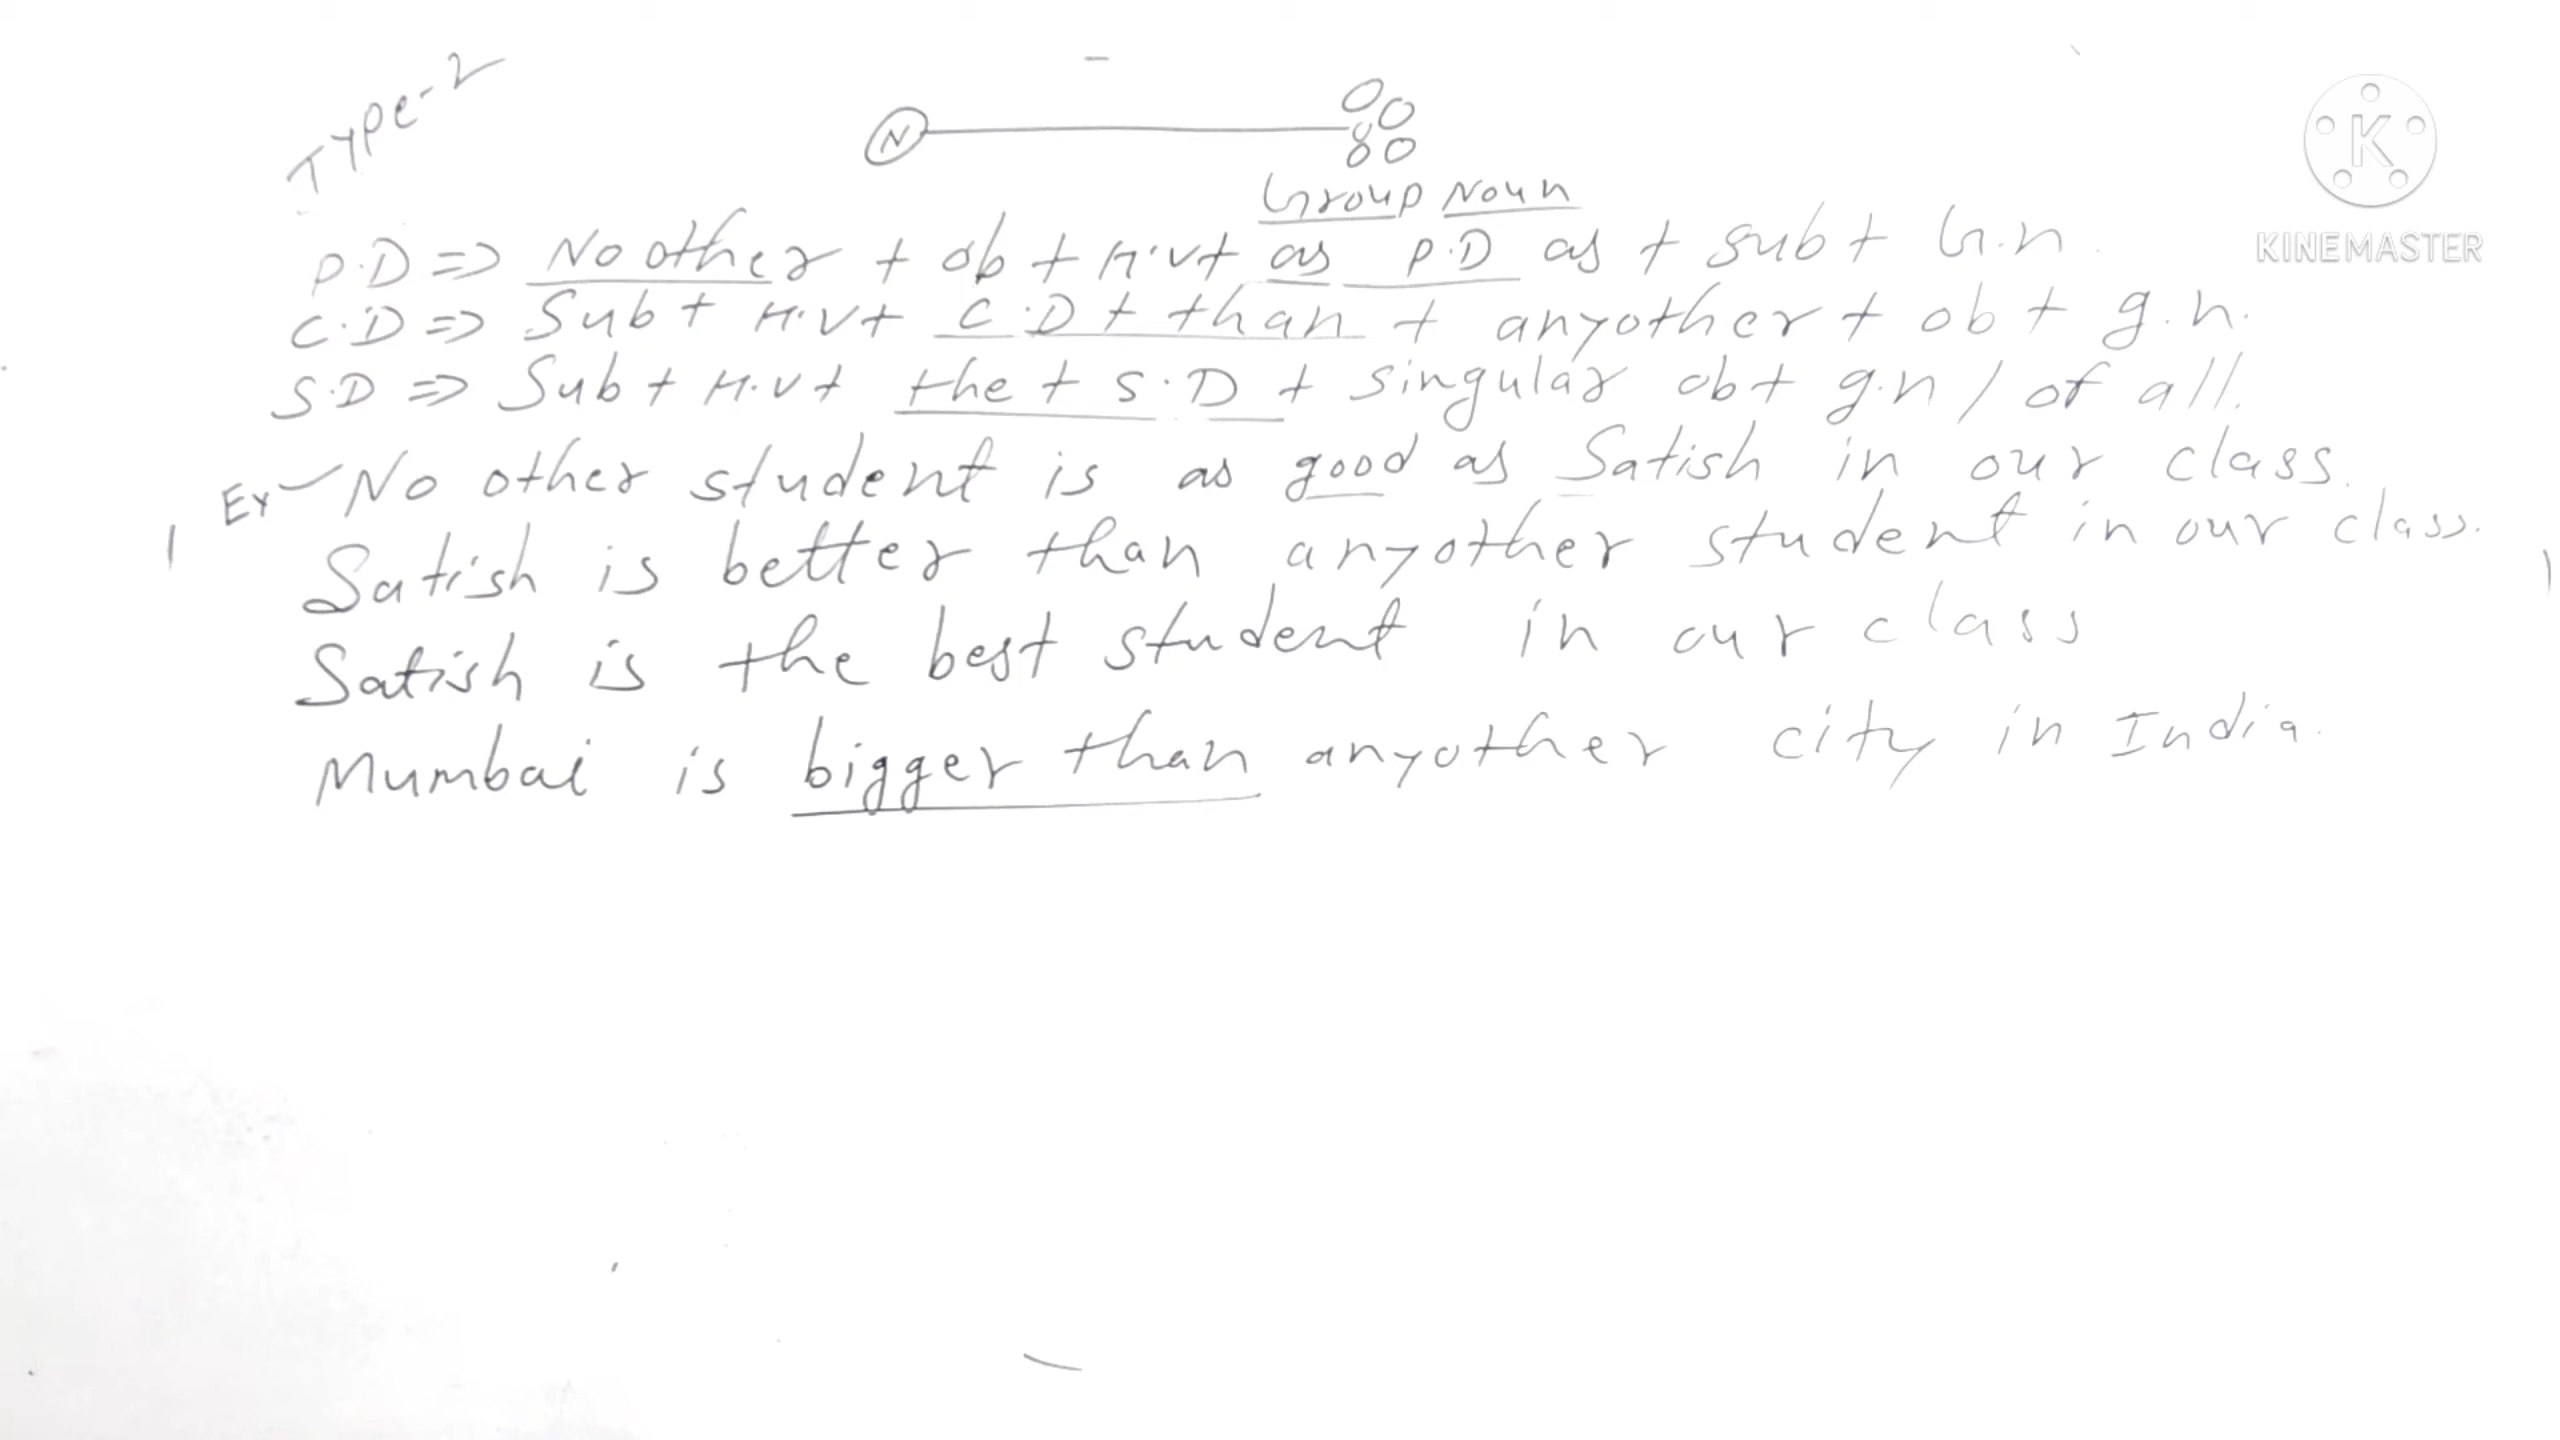 Type-2
N
Group Noun
K
KINEMASTER
P.D => No other + ob + H.V + as P.D as + sub + G.n.
C.D => Sub + H.V + C.D + than + anyother + ob + g.n.
S.D => Sub + H.V + the + S.D + singular ob + g.n / of all.
Ex - No other student is as good as Satish in our class.
Satish is better than anyother student in our class.
Satish is the best student in our class
Mumbai is bigger than anyother city in India.